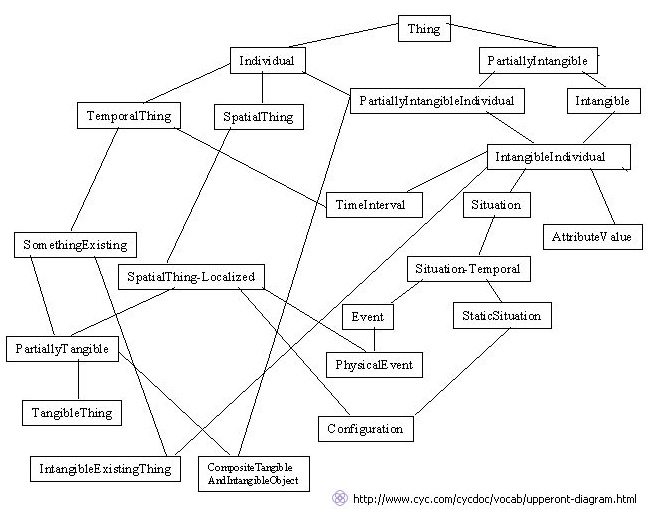 Thing
Individual
PartiallyIntangible
PartiallyIntangibleIndividual
Intangible
TemporalThing
SpatialThing
IntangibleIndividual
TimeInterval
Situation
AttributeValue
SomethingExisting
SpatialThing-Localized
Situation-Temporal
Event
StaticSituation
PartiallyTangible
PhysicalEvent
TangibleThing
Configuration
IntangibleExistingThing
CompositeTangible
AndIntangibleObject
http://www.cyc.com/cycdoc/vocab/upperont-diagram.html